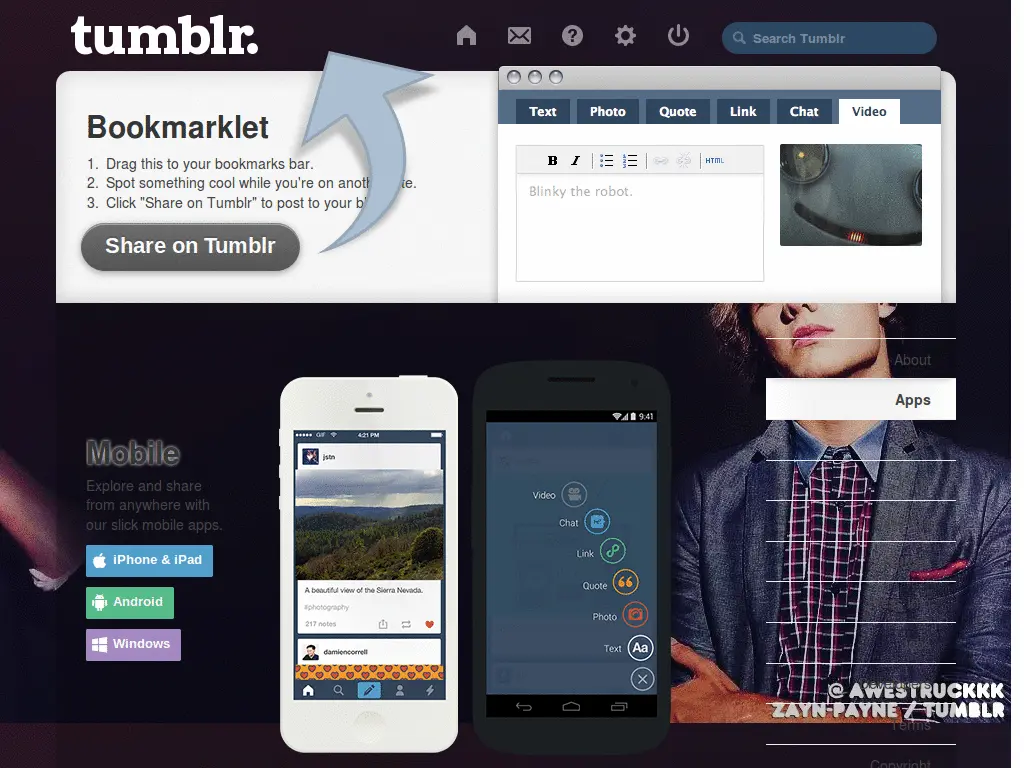 tumblr.
Search Tumblr
Bookmarklet
1. Drag this to your bookmarks bar.
2. Spot something cool while you're on anoth te.
3. Click "Share on Tumblr" to post to your b
Share on Tumblr
Text Photo Quote Link Chat Video
B I HTML
Blinky the robot.
About
Apps
Mobile
Explore and share
from anywhere with
our slick mobile apps.
iPhone & iPad
Android
Windows
GIF 4:21 PM
jstn
A beautiful view of the Sierra Nevada.
#photography
217 notes
damiencorrell
9:41
Video
Chat
Link
Quote
Photo
Text Aa
@ AWESTRUCKKK
ZAYN-PAYNE / TUMBLR
Terms
Copyright